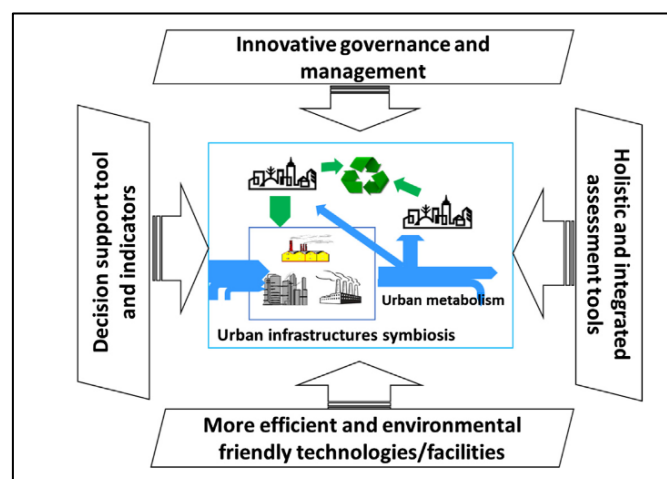 Innovative governance and
management
Decision support tool
and indicators
Holistic and integrated
assessment tools
Urban metabolism
Urban infrastructures symbiosis
More efficient and environmental
friendly technologies/facilities